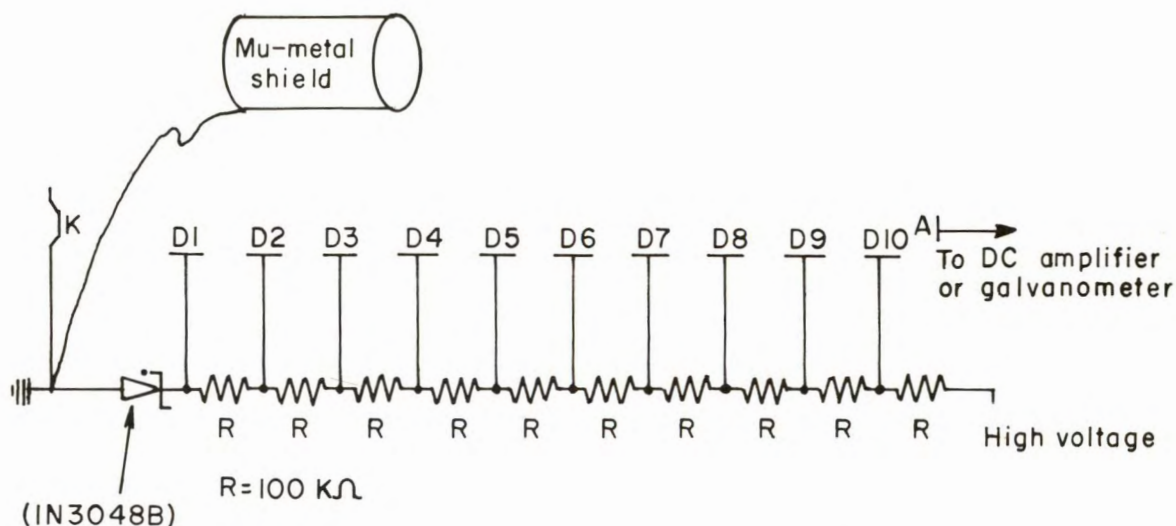 Mu-metal
shield
K
D1 D2 D3 D4 D5 D6 D7 D8 D9 D10 A
To DC amplifier
or galvanometer
R R R R R R R R R R
High voltage
R=100 KΩ
(IN3048B)